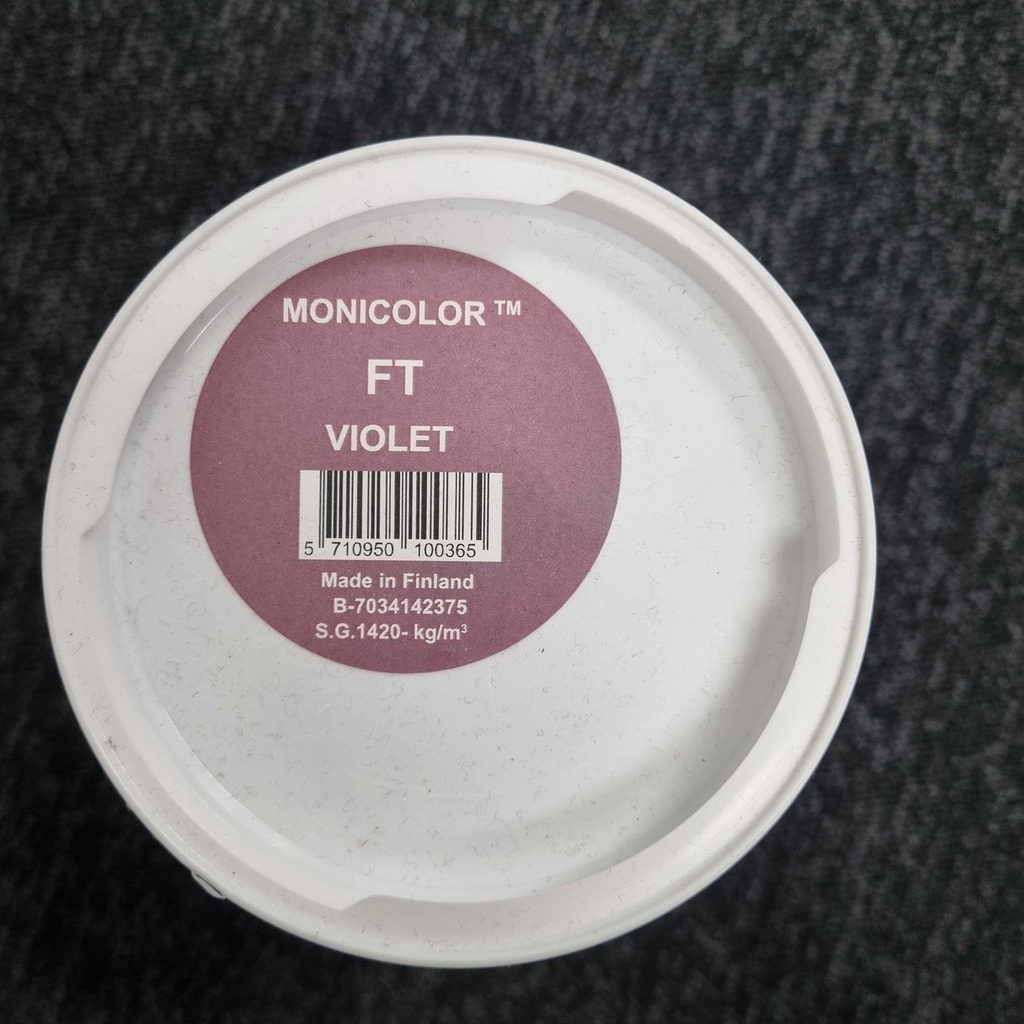 MONICOLOR ™
FT
VIOLET
5 710950 100365
Made in Finland
B-7034142375
S.G.1420- kg/m³